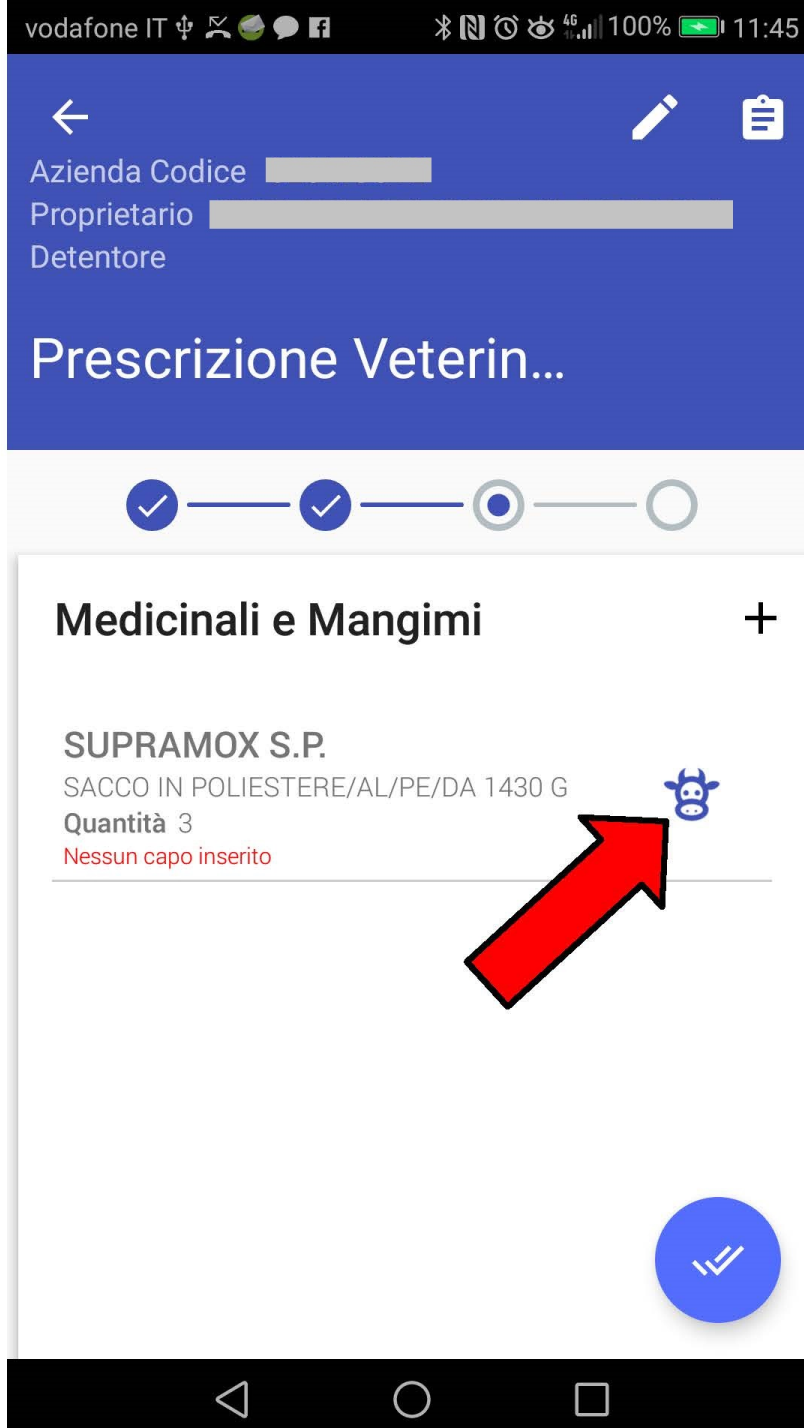 vodafone IT 4G 100% 11:45
Azienda Codice
Proprietario
Detentore
Prescrizione Veterin...
Medicinali e Mangimi
SUPRAMOX S.P.
SACCO IN POLIESTERE/AL/PE/DA 1430 G
Quantità 3
Nessun capo inserito